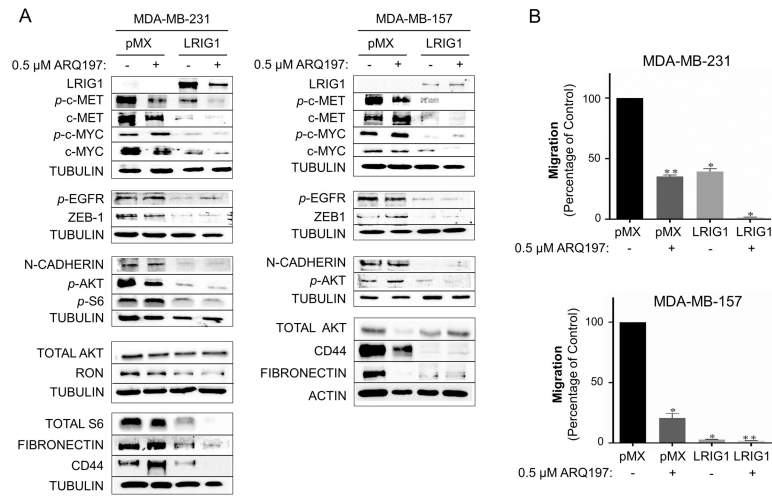 A
MDA-MB-231
pMX LRIG1
0.5 μM ARQ197: - + - +
LRIG1
p-c-MET
c-MET
p-c-MYC
c-MYC
TUBULIN
p-EGFR
ZEB-1
TUBULIN
N-CADHERIN
p-AKT
p-S6
TUBULIN
TOTAL AKT
RON
TUBULIN
TOTAL S6
FIBRONECTIN
CD44
TUBULIN
MDA-MB-157
pMX LRIG1
0.5 μM ARQ197: - + - +
LRIG1
p-c-MET
c-MET
p-c-MYC
c-MYC
TUBULIN
p-EGFR
ZEB1
TUBULIN
N-CADHERIN
p-AKT
TUBULIN
TOTAL AKT
CD44
FIBRONECTIN
ACTIN
B
MDA-MB-231
Migration
(Percentage of Control)
100
50
0
** * *
pMX pMX LRIG1 LRIG1
0.5 μM ARQ197: - + - +
MDA-MB-157
Migration
(Percentage of Control)
100
50
0
* * **
pMX pMX LRIG1 LRIG1
0.5 μM ARQ197: - + - +